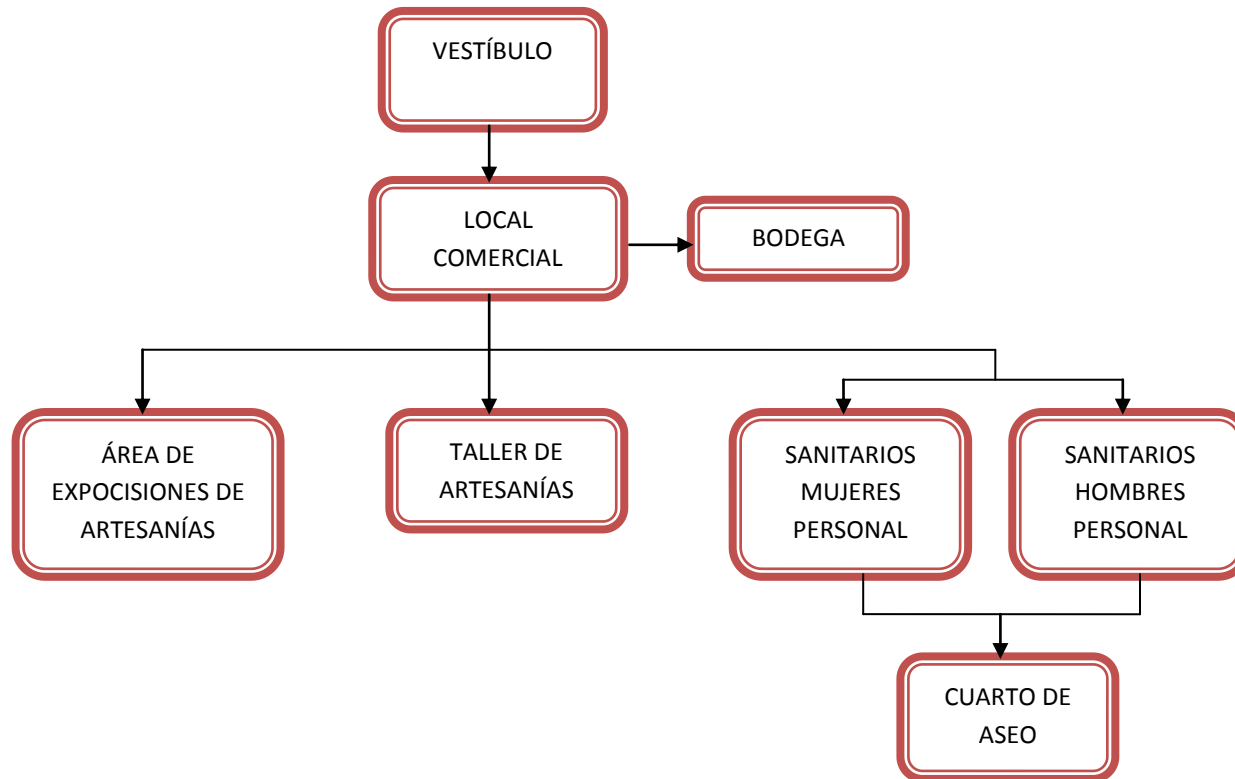 VESTÍBULO
LOCAL
COMERCIAL
BODEGA
ÁREA DE
EXPOCISIONES DE
ARTESANÍAS
TALLER DE
ARTESANÍAS
SANITARIOS
MUJERES
PERSONAL
SANITARIOS
HOMBRES
PERSONAL
CUARTO DE
ASEO